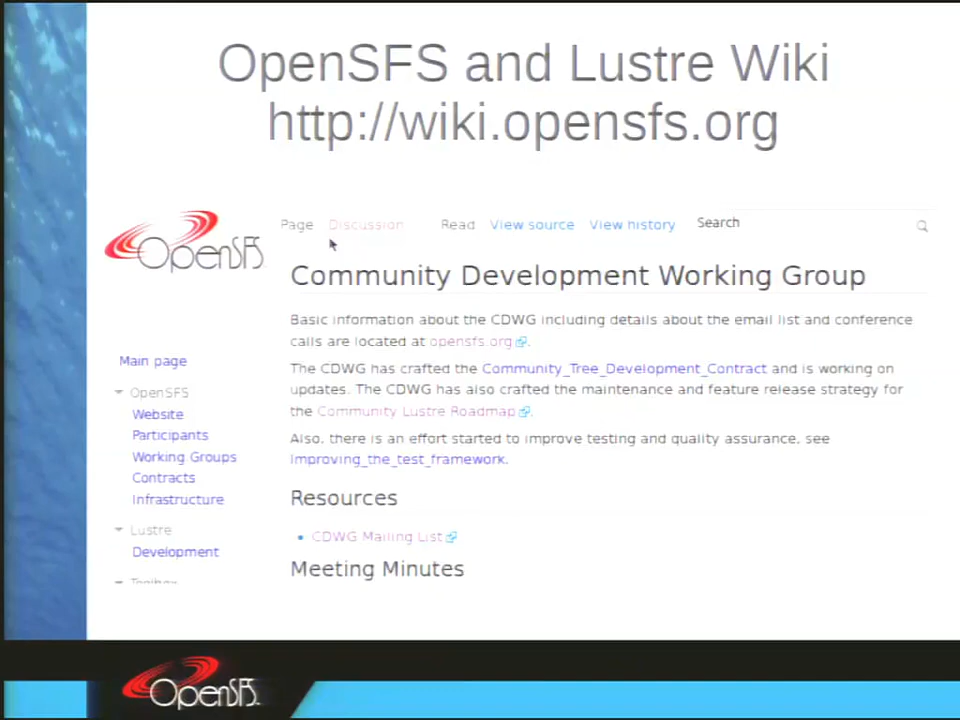 OpenSFS and Lustre Wiki
http://wiki.opensfs.org
OpenSFS
Page Discussion Read View source View history Search
Community Development Working Group
Basic information about the CDWG including details about the email list and conference
calls are located at opensfs.org.
The CDWG has crafted the Community_Tree_Development_Contract and is working on
updates. The CDWG has also crafted the maintenance and feature release strategy for
the Community Lustre Roadmap.
Also, there is an effort started to improve testing and quality assurance, see
Improving_the_test_framework.
Resources
• CDWG Mailing List
Meeting Minutes
Main page
OpenSFS
Website
Participants
Working Groups
Contracts
Infrastructure
Lustre
Development
Toolbox
OpenSFS